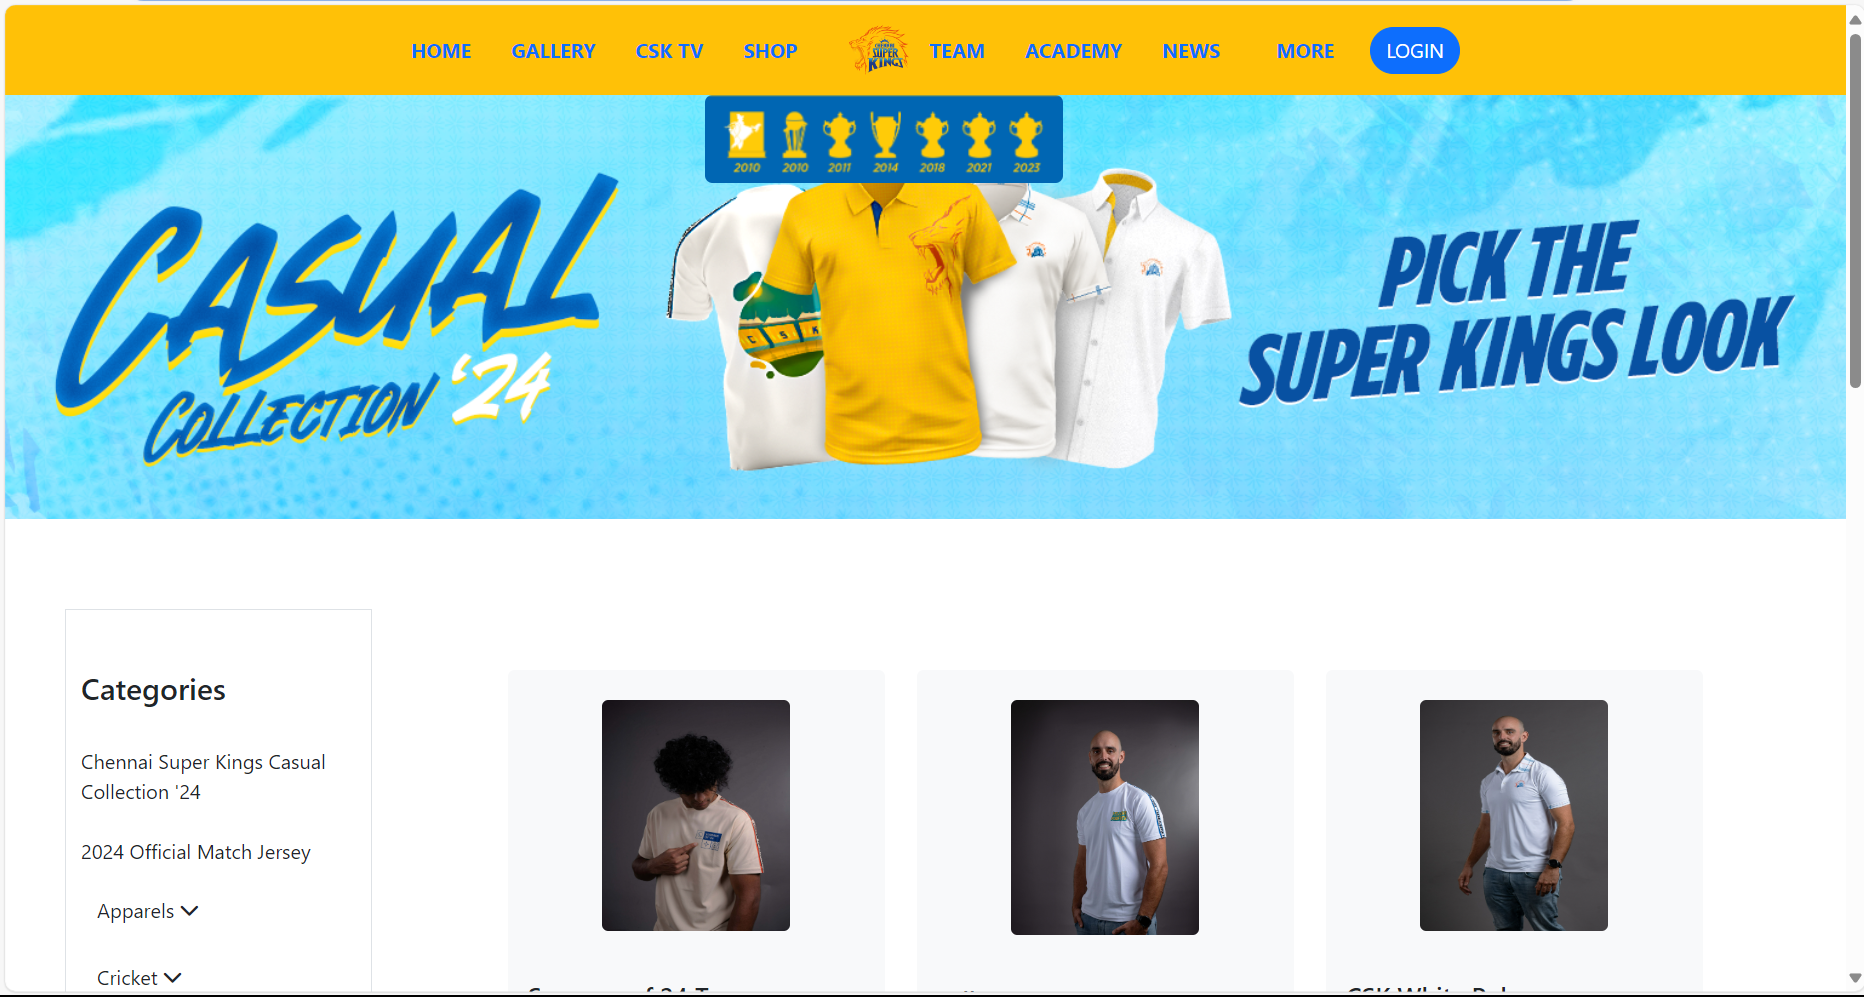 HOME GALLERY CSK TV SHOP CHENNAI SUPER KINGS TEAM ACADEMY NEWS MORE LOGIN
2010 2010 2011 2014 2018 2021 2023
CASUAL
COLLECTION '24
C S K
PICK THE
SUPER KINGS LOOK
Categories
Chennai Super Kings Casual
Collection '24
2024 Official Match Jersey
Apparels
Cricket